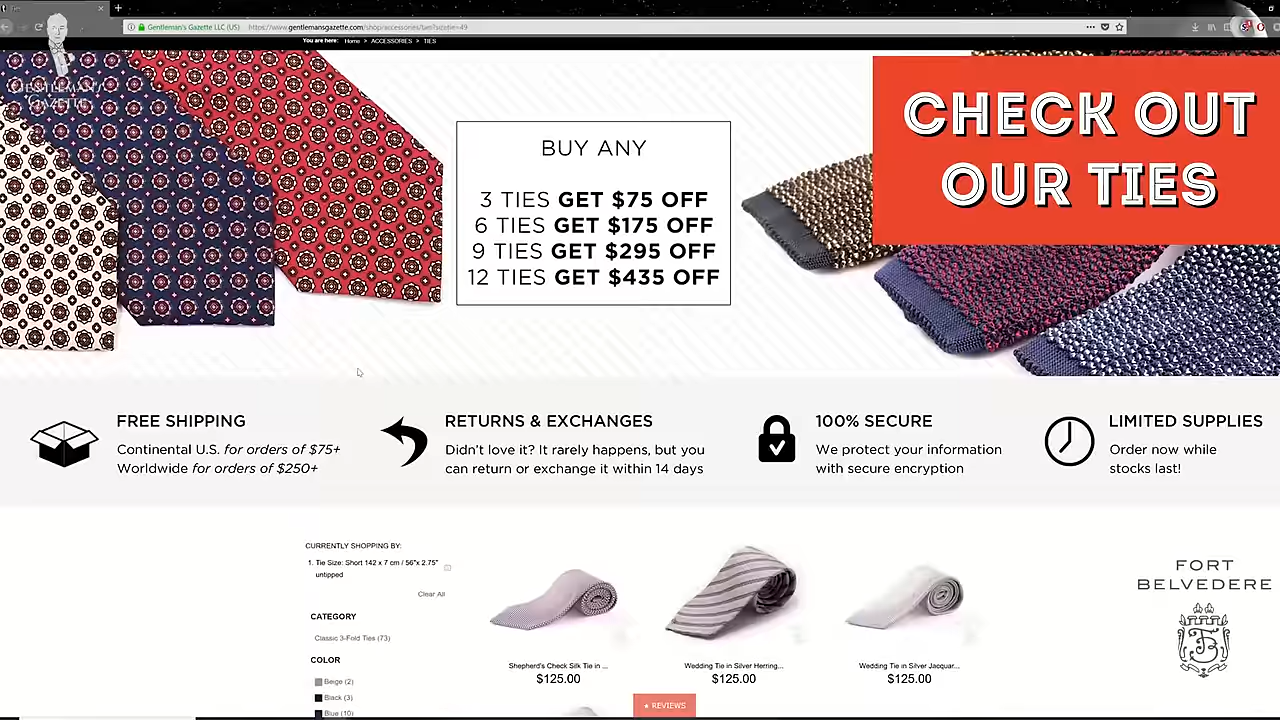 Gentleman's Gazette LLC (US)
https://www.gentlemansgazette.com/shop/accessories/ties?sizetie=49
You are here: Home > ACCESSORIES > TIES
GENTLEMAN'S
GAZETTE
CHECK OUT
OUR TIES
BUY ANY
3 TIES GET $75 OFF
6 TIES GET $175 OFF
9 TIES GET $295 OFF
12 TIES GET $435 OFF
FREE SHIPPING
Continental U.S. for orders of $75+
Worldwide for orders of $250+
RETURNS & EXCHANGES
Didn't love it? It rarely happens, but you
can return or exchange it within 14 days
100% SECURE
We protect your information
with secure encryption
LIMITED SUPPLIES
Order now while
stocks last!
CURRENTLY SHOPPING BY:
1. Tie Size: Short 142 x 7 cm / 56"x 2.75"
untipped
Clear All
CATEGORY
Classic 3-Fold Ties (73)
COLOR
Beige (2)
Black (3)
Blue (10)
Shepherd's Check Silk Tie in ...
$125.00
Wedding Tie in Silver Herring...
$125.00
Wedding Tie in Silver Jacquar...
$125.00
★ REVIEWS
FORT
BELVEDERE